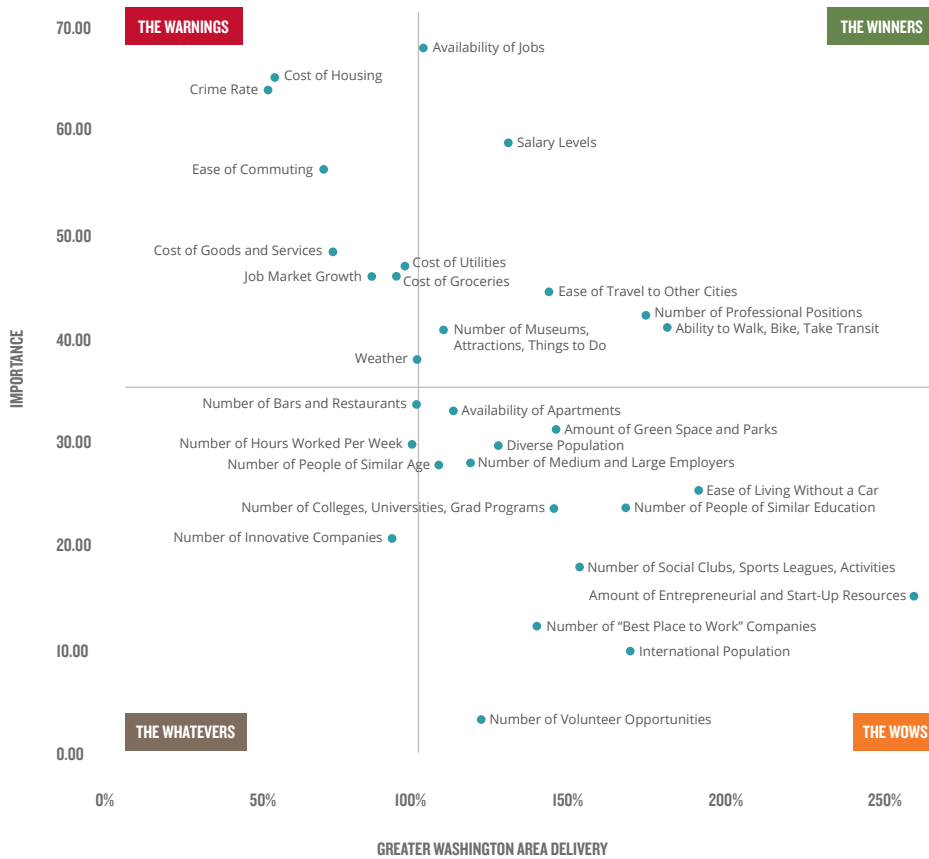 70.00
THE WARNINGS
THE WINNERS
Availability of Jobs
Cost of Housing
Crime Rate
60.00
Salary Levels
Ease of Commuting
50.00
Cost of Goods and Services
Cost of Utilities
Job Market Growth
Cost of Groceries
Ease of Travel to Other Cities
Number of Professional Positions
Ability to Walk, Bike, Take Transit
Number of Museums,
Attractions, Things to Do
40.00
Weather
IMPORTANCE
Number of Bars and Restaurants
Availability of Apartments
Amount of Green Space and Parks
30.00
Number of Hours Worked Per Week
Diverse Population
Number of People of Similar Age
Number of Medium and Large Employers
Ease of Living Without a Car
Number of Colleges, Universities, Grad Programs
Number of People of Similar Education
Number of Innovative Companies
20.00
Number of Social Clubs, Sports Leagues, Activities
Amount of Entrepreneurial and Start-Up Resources
Number of “Best Place to Work” Companies
10.00
International Population
Number of Volunteer Opportunities
THE WHATEVERS
THE WOWS
0.00
0%
50%
100%
150%
200%
250%
GREATER WASHINGTON AREA DELIVERY